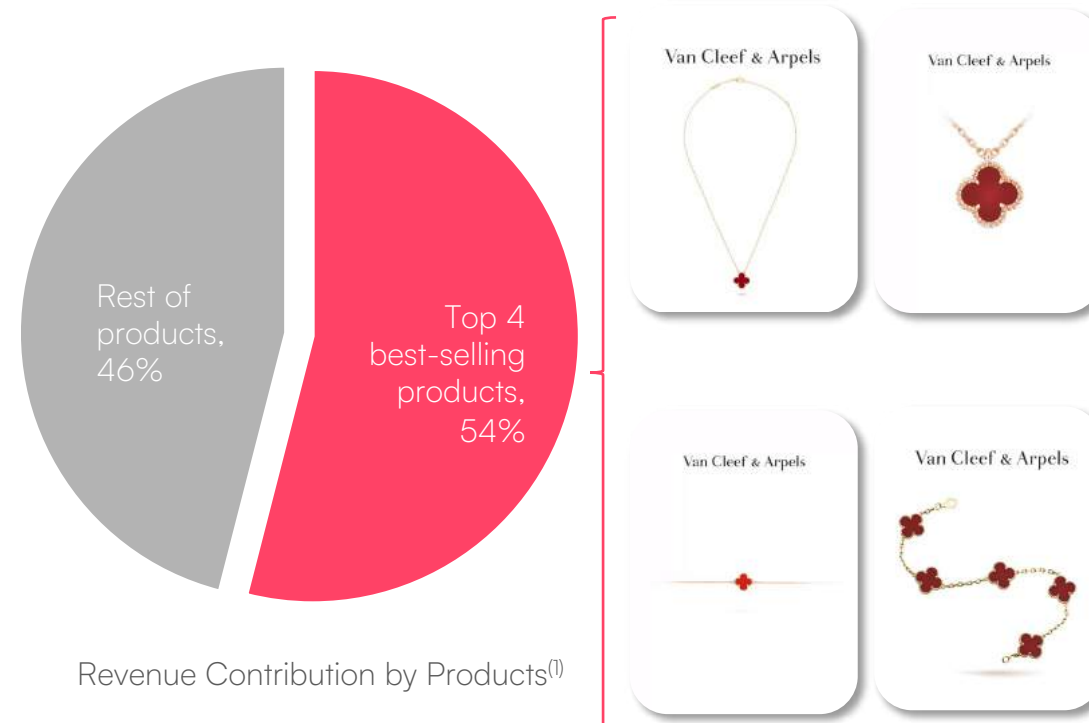 Rest of
products,
46%
Top 4
best-selling
products,
54%
Revenue Contribution by Products(1)
Van Cleef & Arpels
Van Cleef & Arpels
Van Cleef & Arpels
Van Cleef & Arpels